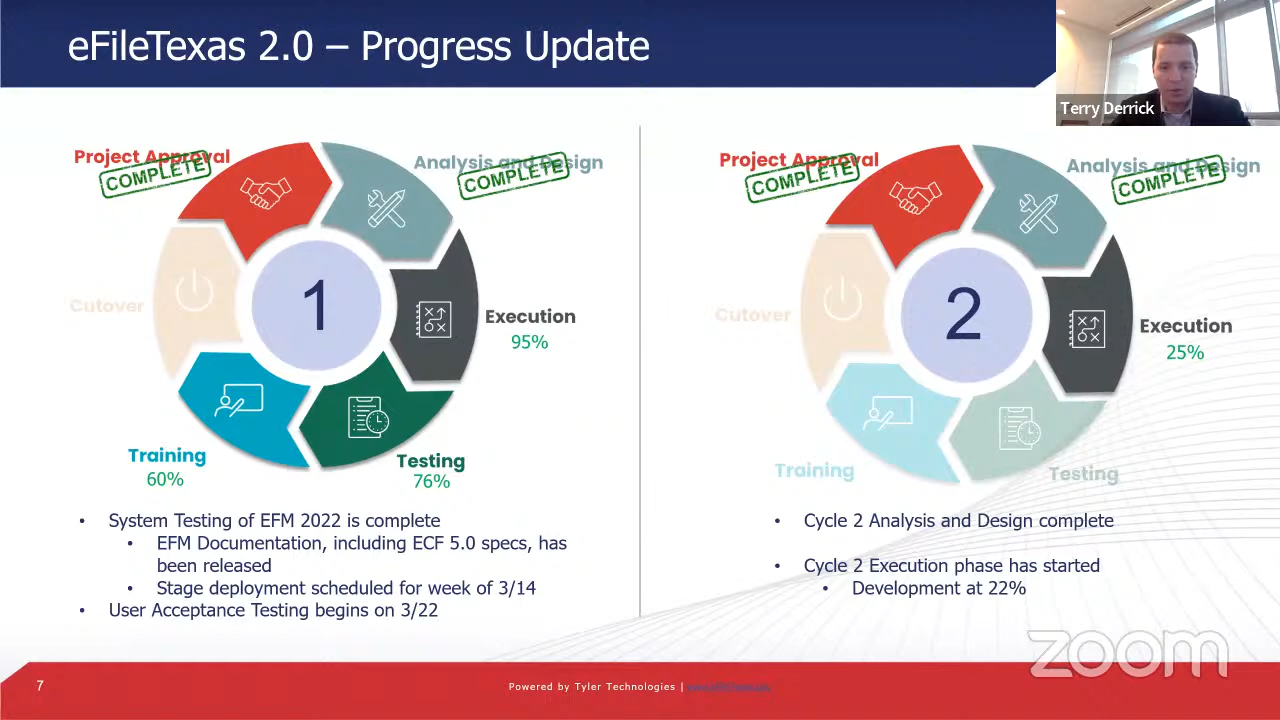 eFileTexas 2.0 – Progress Update
Terry Derrick
Project Approval
COMPLETE
Analysis and Design
COMPLETE
Cutover
1
Execution
95%
Training
60%
Testing
76%
System Testing of EFM 2022 is complete
EFM Documentation, including ECF 5.0 specs, has
been released
Stage deployment scheduled for week of 3/14
User Acceptance Testing begins on 3/22
Project Approval
COMPLETE
Analysis and Design
COMPLETE
Cutover
2
Execution
25%
Training
Testing
Cycle 2 Analysis and Design complete
Cycle 2 Execution phase has started
Development at 22%
zoom
7
Powered by Tyler Technologies |